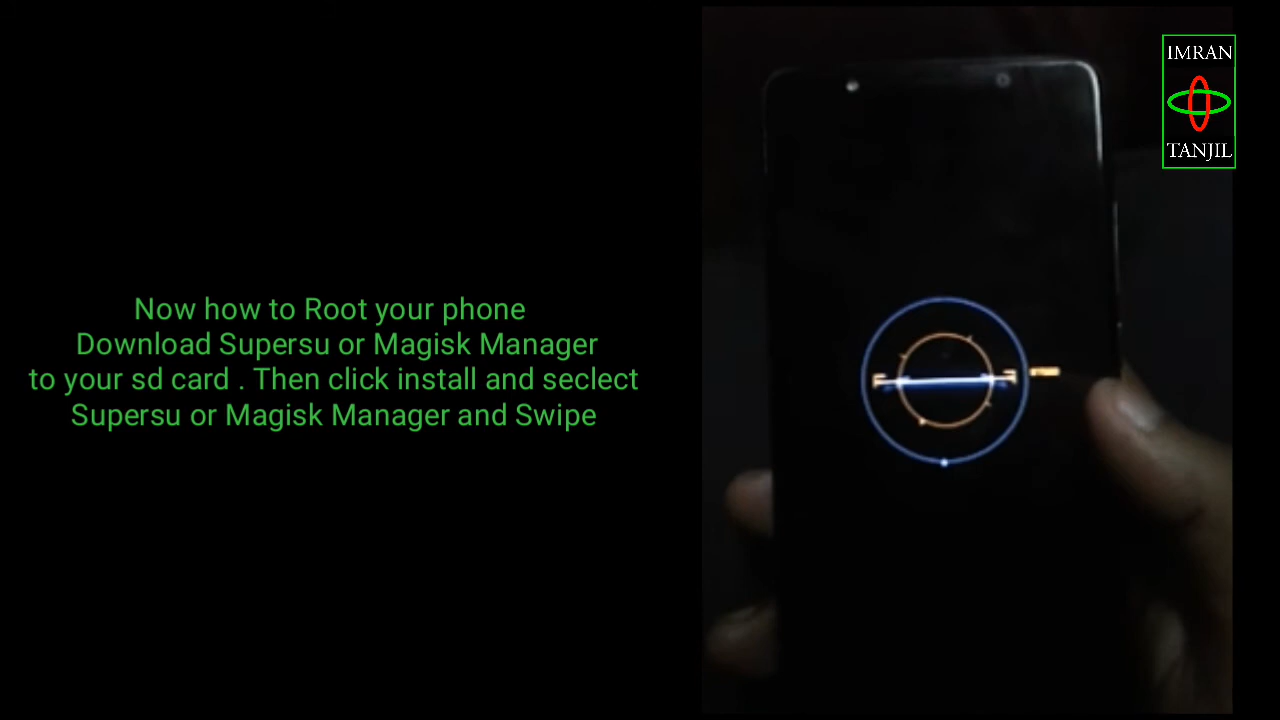 IMRAN
TANJIL
Now how to Root your phone
Download Supersu or Magisk Manager
to your sd card . Then click install and seclect
Supersu or Magisk Manager and Swipe